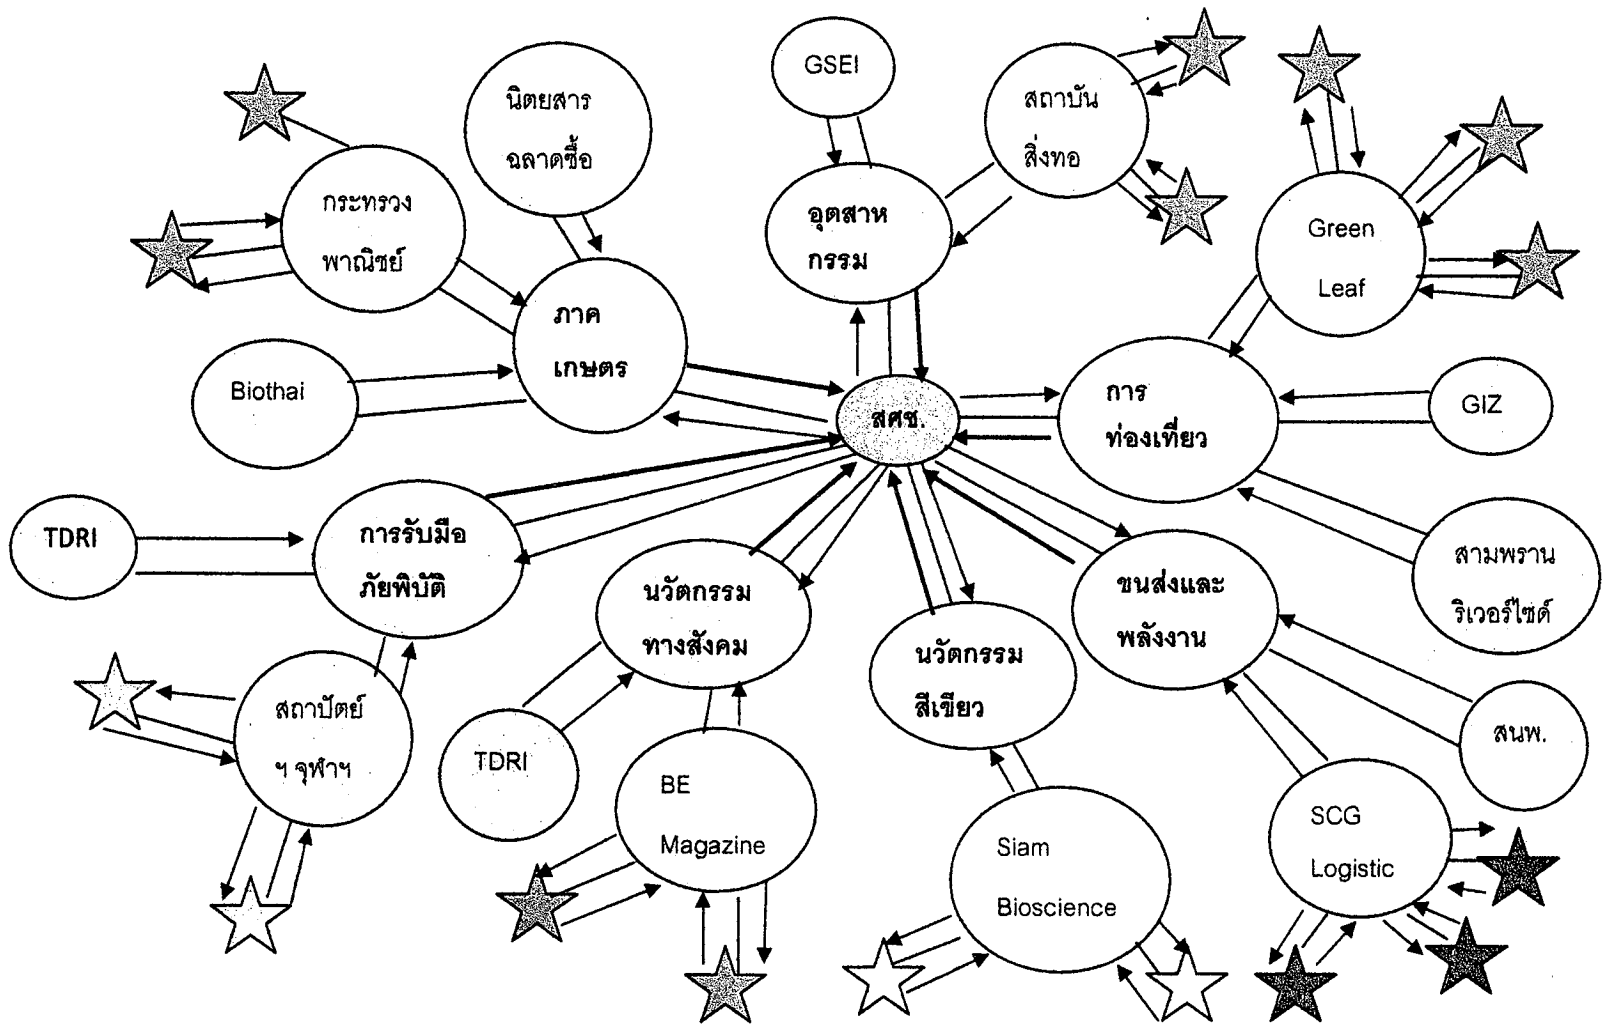 GSEI
สถาบัน
สิ่งทอ
นิตยสาร
ฉลาดซื้อ
กระทรวง
พาณิชย์
อุตสาห
กรรม
Green
Leaf
ภาค
เกษตร
Biothai
สศช.
การ
ท่องเที่ยว
GIZ
TDRI
การรับมือ
ภัยพิบัติ
สามพราน
ริเวอร์ไซด์
นวัตกรรม
ทางสังคม
ขนส่งและ
พลังงาน
นวัตกรรม
สีเขียว
สถาปัตย์
ฯ จุฬาฯ
สนพ.
TDRI
BE
Magazine
Siam
Bioscience
SCG
Logistic